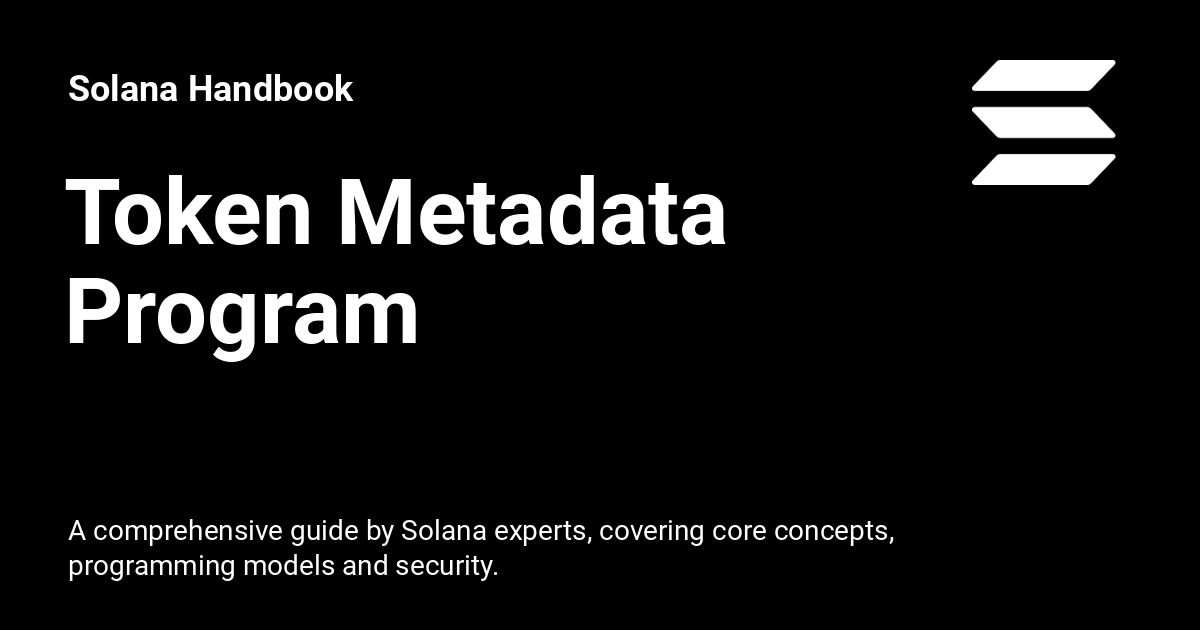 Solana Handbook
Token Metadata
Program
A comprehensive guide by Solana experts, covering core concepts,
programming models and security.